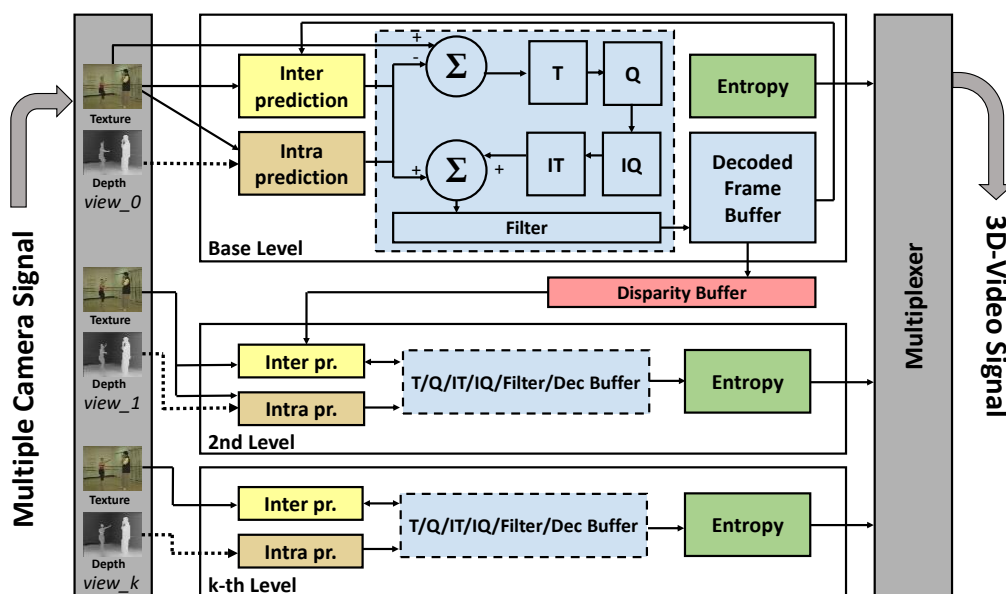 Multiple Camera Signal
Texture
Depth
view_0
Texture
Depth
view_1
Texture
Depth
view_k
Inter
prediction
Intra
prediction
+
-
Σ
T
Q
Entropy
+
Σ
+
IT
IQ
Decoded
Frame
Buffer
Filter
Base Level
Disparity Buffer
Inter pr.
Intra pr.
T/Q/IT/IQ/Filter/Dec Buffer
Entropy
2nd Level
Inter pr.
Intra pr.
T/Q/IT/IQ/Filter/Dec Buffer
Entropy
k-th Level
Multiplexer
3D-Video Signal